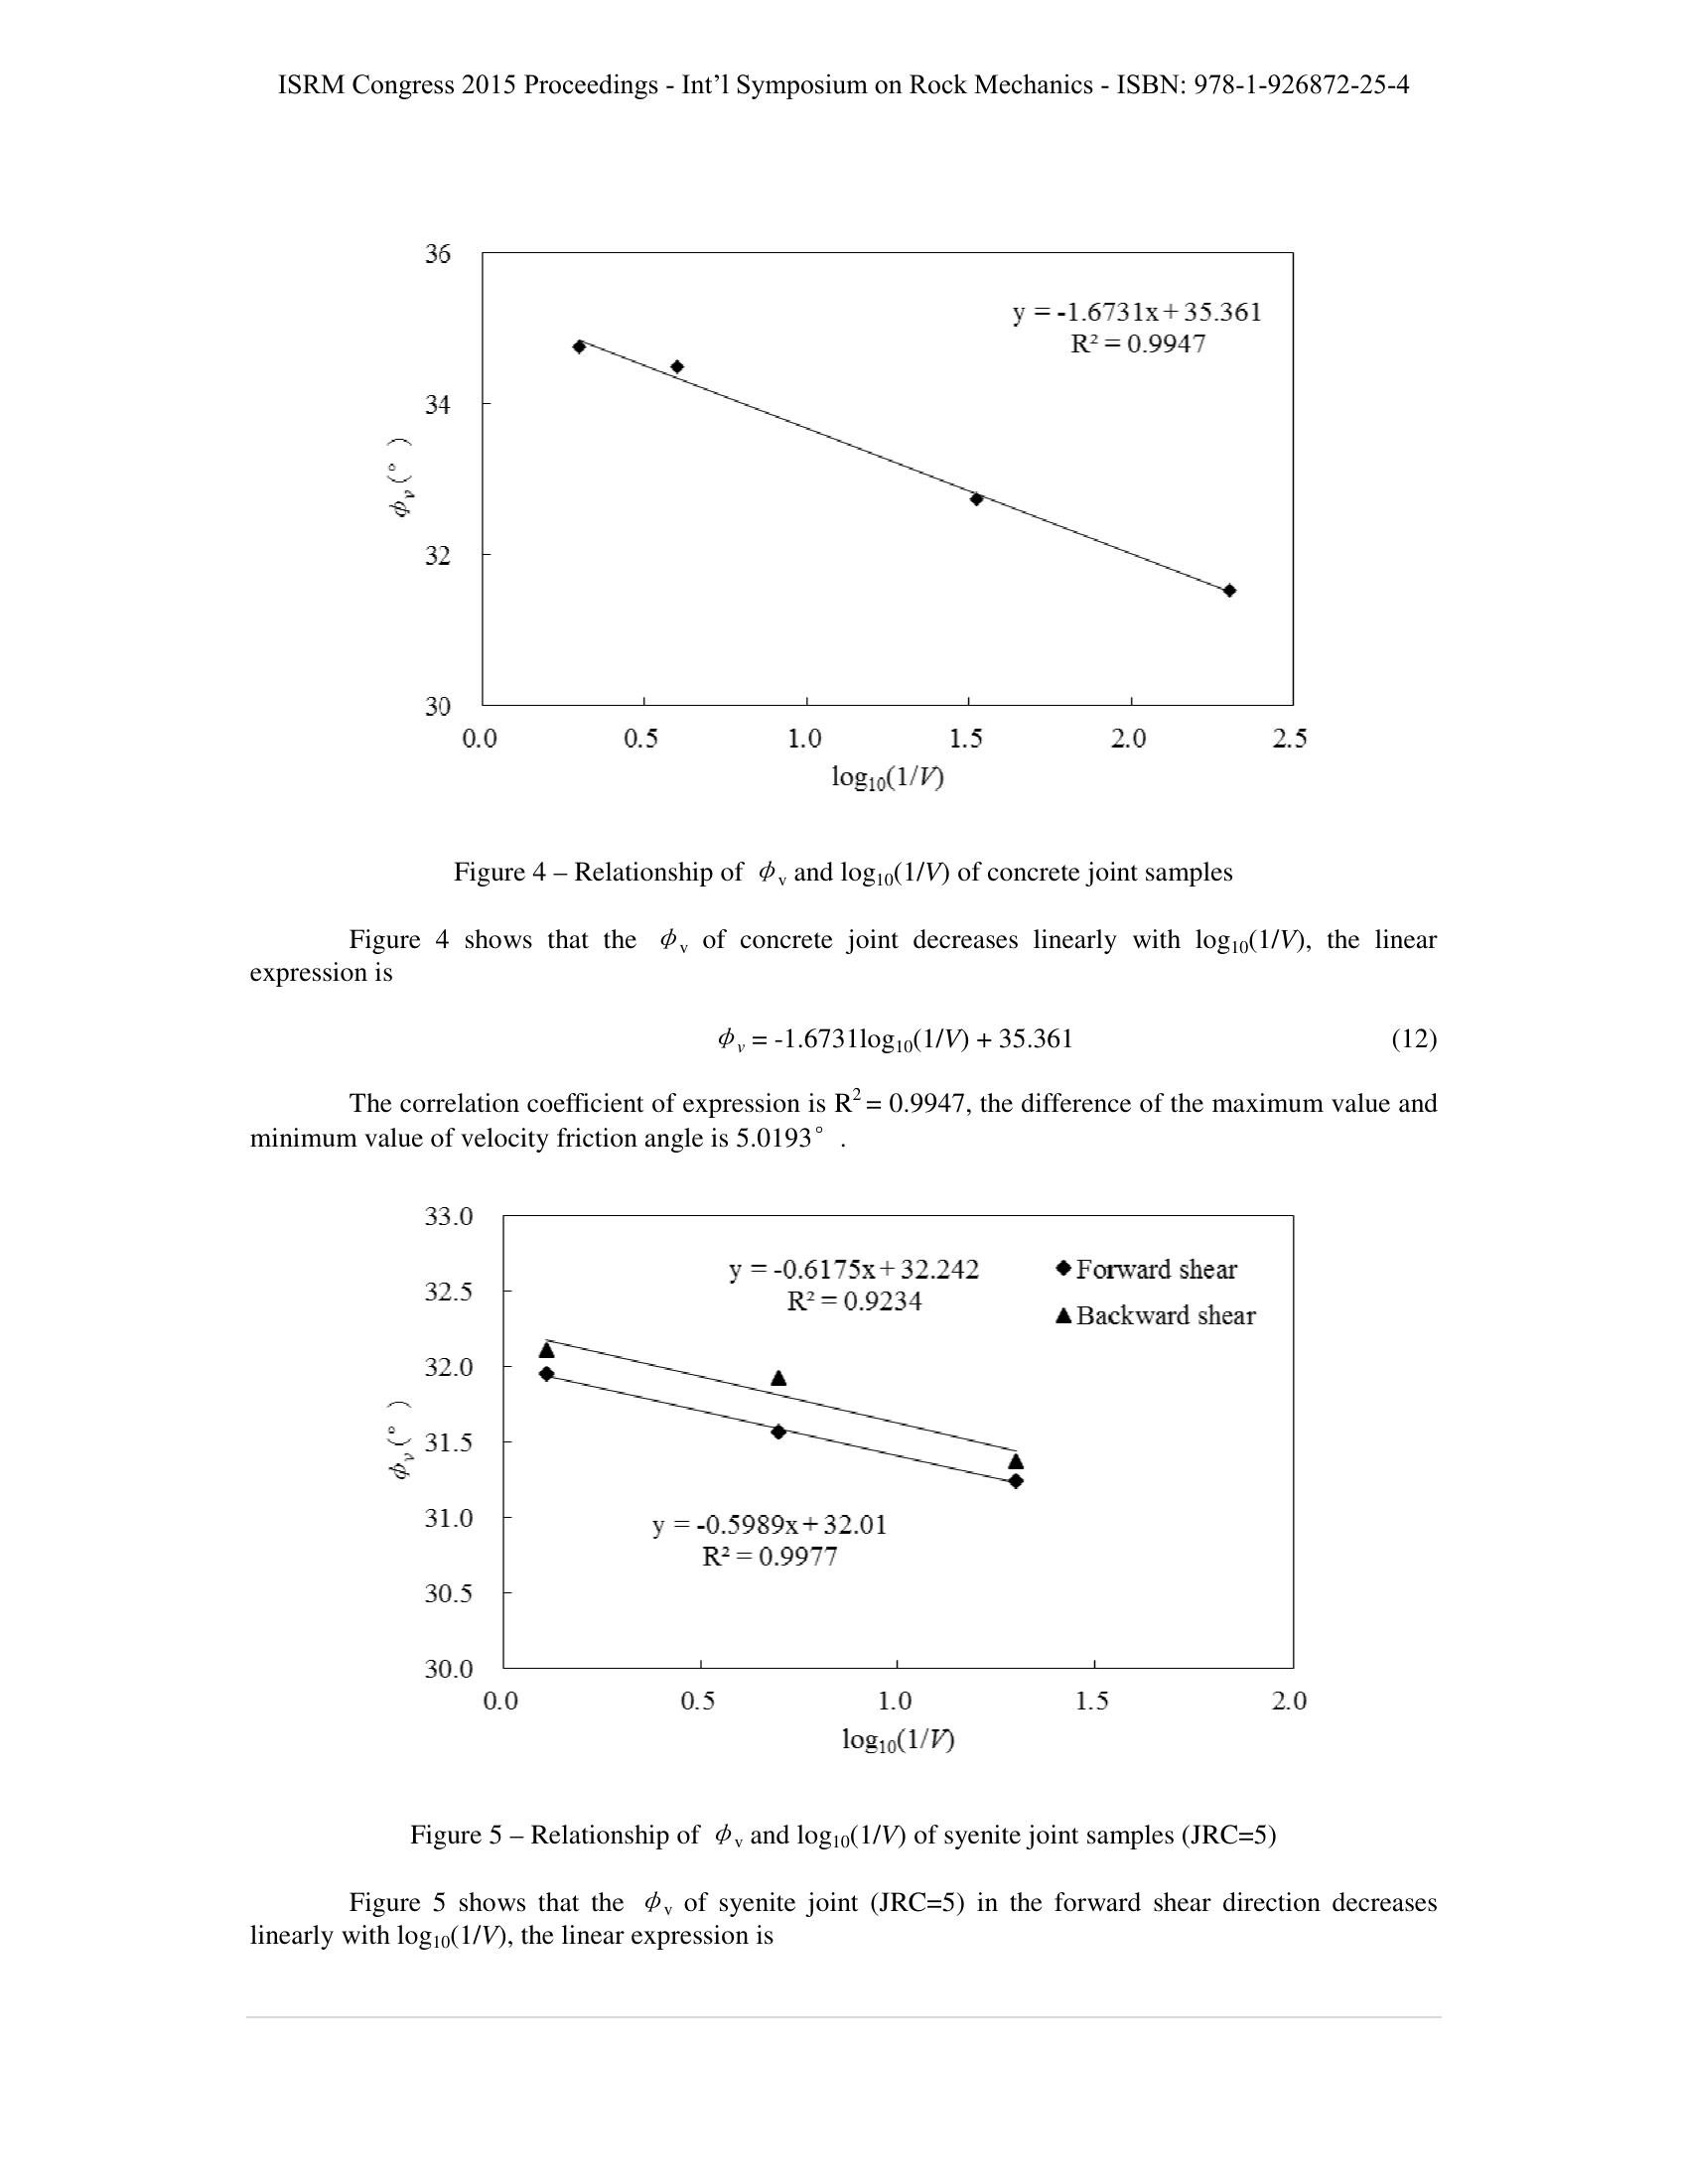 ISRM Congress 2015 Proceedings - Int’l Symposium on Rock Mechanics - ISBN: 978-1-926872-25-4
36
y = -1.6731x + 35.361
R² = 0.9947
34
ϕv (°)
32
30
0.0 0.5 1.0 1.5 2.0 2.5
log₁₀(1/V)
Figure 4 – Relationship of ϕv and log₁₀(1/V) of concrete joint samples
Figure 4 shows that the ϕv of concrete joint decreases linearly with log₁₀(1/V), the linear
expression is
ϕv = -1.6731log₁₀(1/V) + 35.361 (12)
The correlation coefficient of expression is R² = 0.9947, the difference of the maximum value and
minimum value of velocity friction angle is 5.0193° .
33.0
y = -0.6175x + 32.242
R² = 0.9234
Forward shear
Backward shear
32.5
32.0
ϕv (°)
31.5
31.0
y = -0.5989x + 32.01
R² = 0.9977
30.5
30.0
0.0 0.5 1.0 1.5 2.0
log₁₀(1/V)
Figure 5 – Relationship of ϕv and log₁₀(1/V) of syenite joint samples (JRC=5)
Figure 5 shows that the ϕv of syenite joint (JRC=5) in the forward shear direction decreases
linearly with log₁₀(1/V), the linear expression is